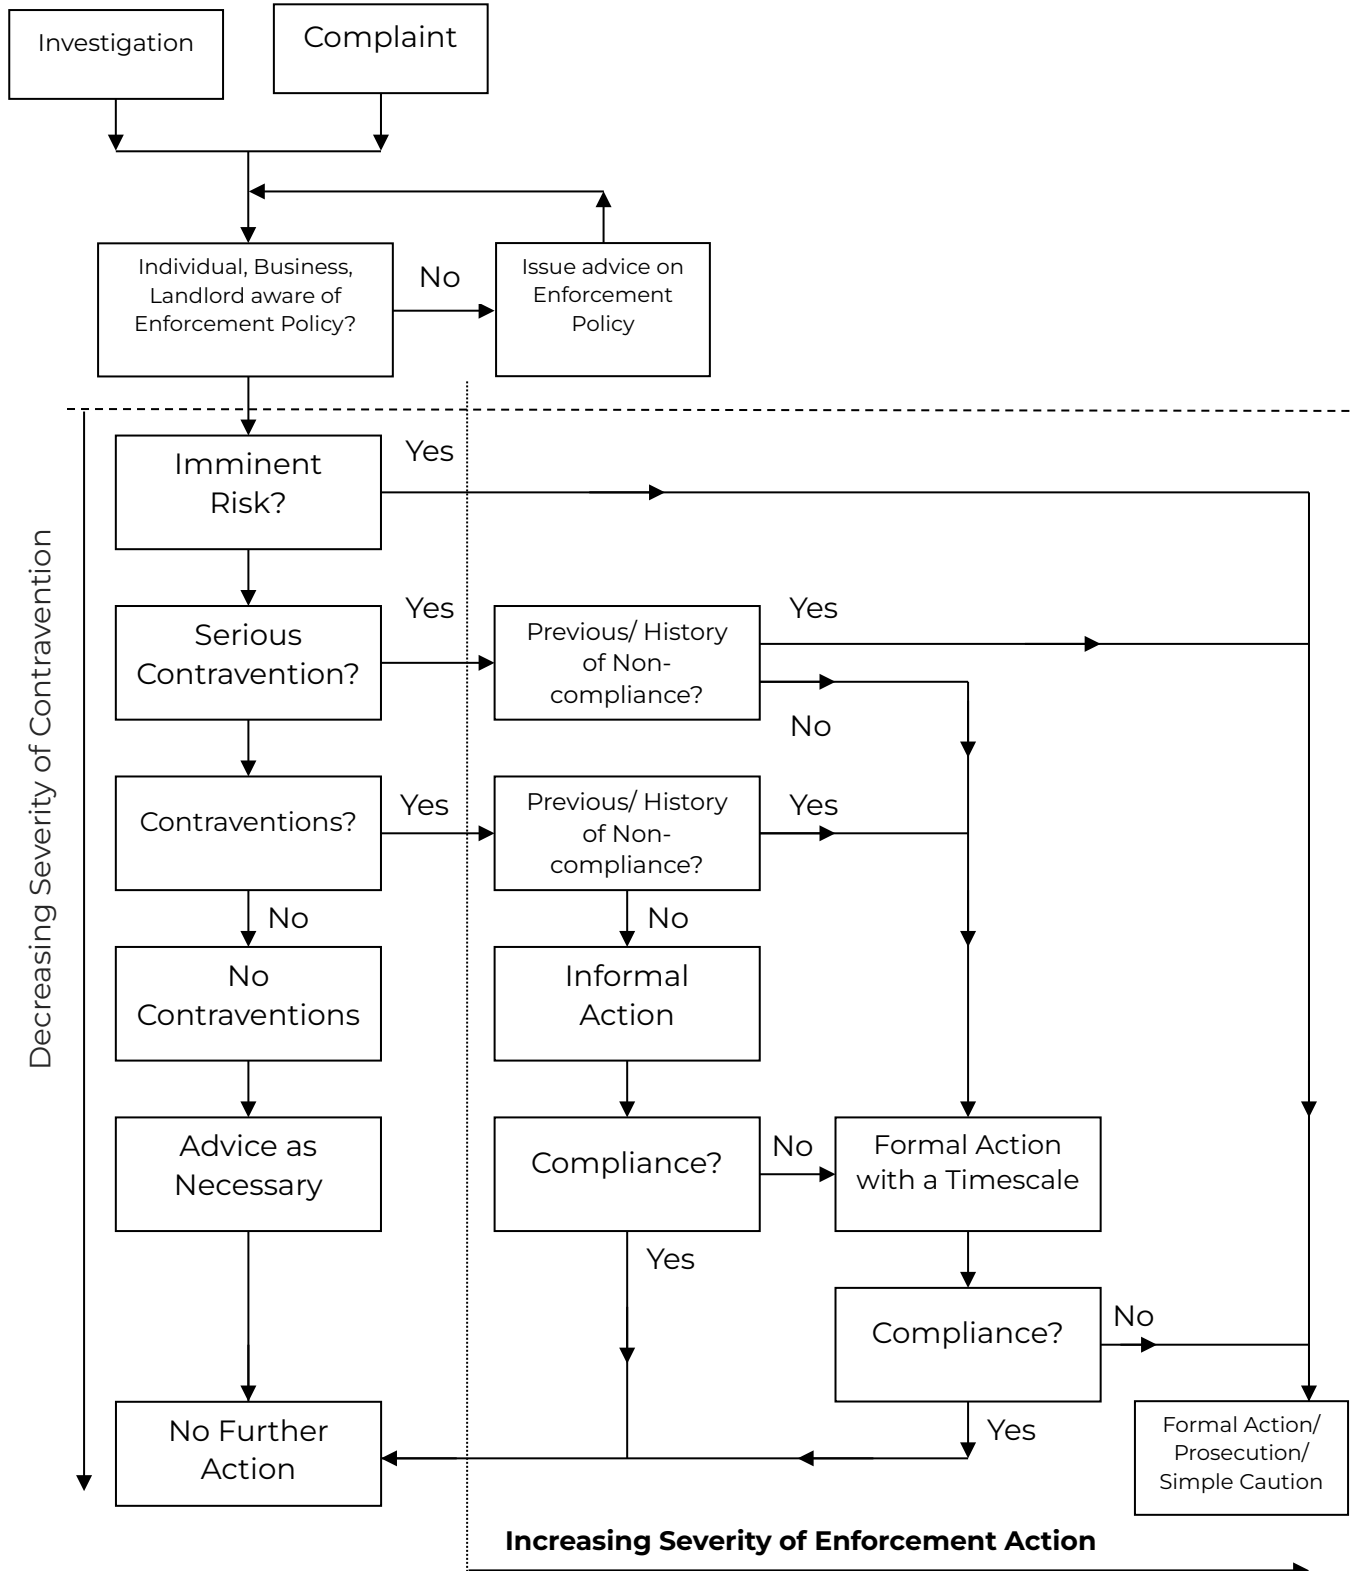 Investigation
Complaint
Individual, Business,
Landlord aware of
Enforcement Policy?
No
Issue advice on
Enforcement
Policy
Imminent
Risk?
Yes
Serious
Contravention?
Yes
Previous/ History
of Non-
compliance?
Yes
No
Contraventions?
Yes
Previous/ History
of Non-
compliance?
Yes
No
No
No
Contraventions
Informal
Action
Advice as
Necessary
Compliance?
No
Formal Action
with a Timescale
Yes
Compliance?
No
Yes
No Further
Action
Formal Action/
Prosecution/
Simple Caution
Decreasing Severity of Contravention
Increasing Severity of Enforcement Action